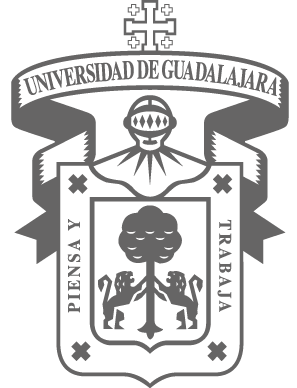 UNIVERSIDAD DE GUADALAJARA
PIENSA Y
TRABAJA